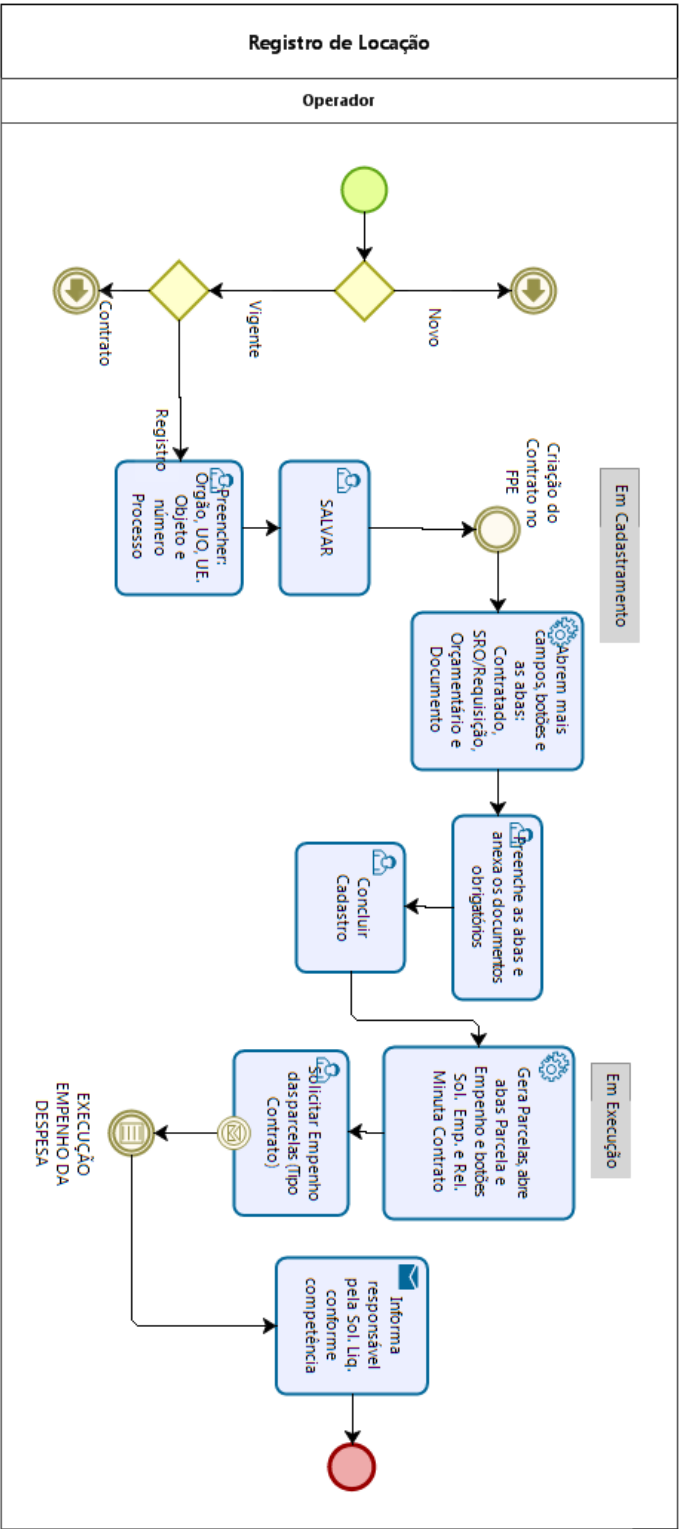 Registro de Locação
Operador
Novo
Vigente
Contrato
Registro
Preencher:
Orgão, UO, UE.
Objeto e
número
Processo
SALVAR
Criação do
Contrato no
FPE
Em Cadastramento
Abrem mais
campos, botões e
as abas:
Contratado,
SRO/Requisição,
Orçamentário e
Documento
Preenche as abas e
anexa os documentos
obrigatórios
Concluir
Cadastro
Em Execução
Gera Parcelas, abre
abas Parcela e
Empenho e botões
Sol. Emp. e Rel.
Minuta Contrato
Solicitar Empenho
das parcelas (Tipo
Contrato)
EXECUÇÃO
EMPENHO DA
DESPESA
Informa
responsável
pela Sol. Liq.
conforme
competência